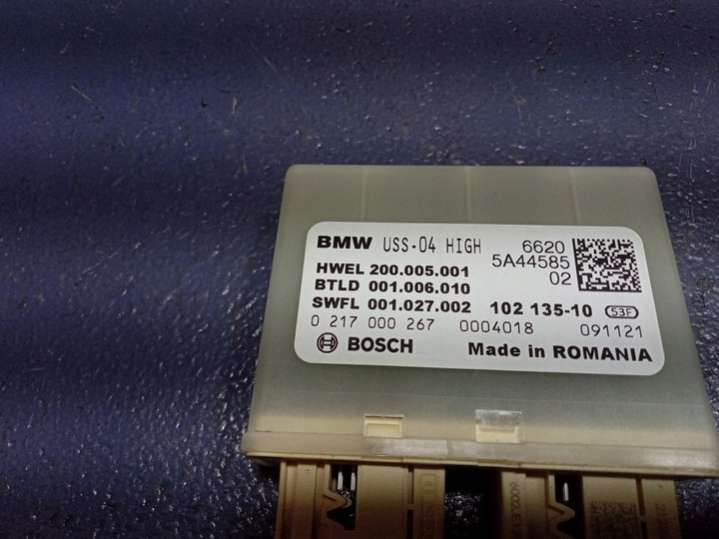 BMW USS-04 HIGH 6620
HWEL 200.005.001 5A44585
BTLD 001.006.010 02
SWFL 001.027.002 102 135-10 53F
0 217 000 267 0004018 091121
BOSCH Made in ROMANIA